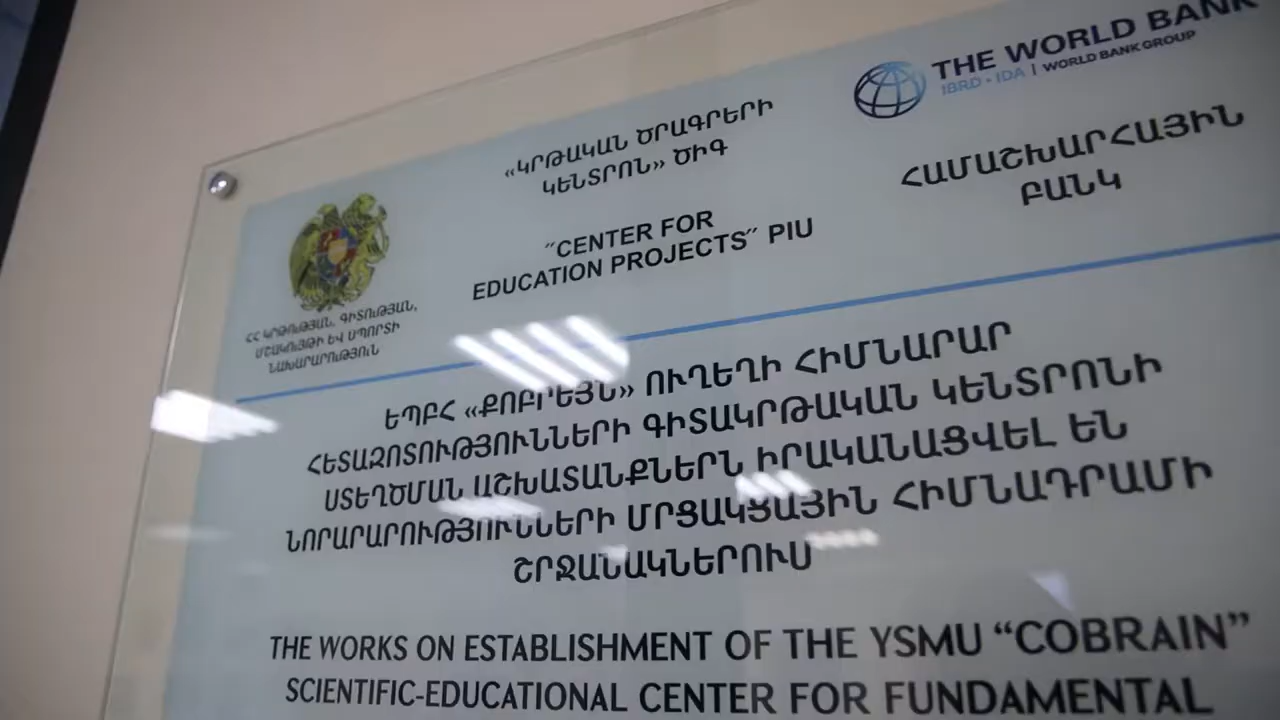 «ԿՐԹԱԿԱՆ ԾՐԱԳՐԵՐԻ
ԿԵՆՏՐՈՆ» ԾԻԳ
THE WORLD BANK
IBRD • IDA | WORLD BANK GROUP
ՀԱՄԱՇԽԱՐՀԱՅԻՆ
ԲԱՆԿ
″CENTER FOR
EDUCATION PROJECTS″ PIU
ՀՀ ԿՐԹՈՒԹՅԱՆ, ԳԻՏՈՒԹՅԱՆ,
ՄՇԱԿՈՒՅԹԻ ԵՎ ՍՊՈՐՏԻ
ՆԱԽԱՐԱՐՈՒԹՅՈՒՆ
ԵՊԲՀ «ՔՈԲՐԵՅՆ» ՈՒՂԵՂԻ ՀԻՄՆԱՐԱՐ
ՀԵՏԱԶՈՏՈՒԹՅՈՒՆՆԵՐԻ ԳԻՏԱԿՐԹԱԿԱՆ ԿԵՆՏՐՈՆԻ
ՍՏԵՂԾՄԱՆ ԱՇԽԱՏԱՆՔՆԵՐՆ ԻՐԱԿԱՆԱՑՎԵԼ ԵՆ
ՆՈՐԱՐԱՐՈՒԹՅՈՒՆՆԵՐԻ ՄՐՑԱԿՑԱՅԻՆ ՀԻՄՆԱԴՐԱՄԻ
ՇՐՋԱՆԱԿՆԵՐՈՒՄ
THE WORKS ON ESTABLISHMENT OF THE YSMU “COBRAIN”
SCIENTIFIC-EDUCATIONAL CENTER FOR FUNDAMENTAL